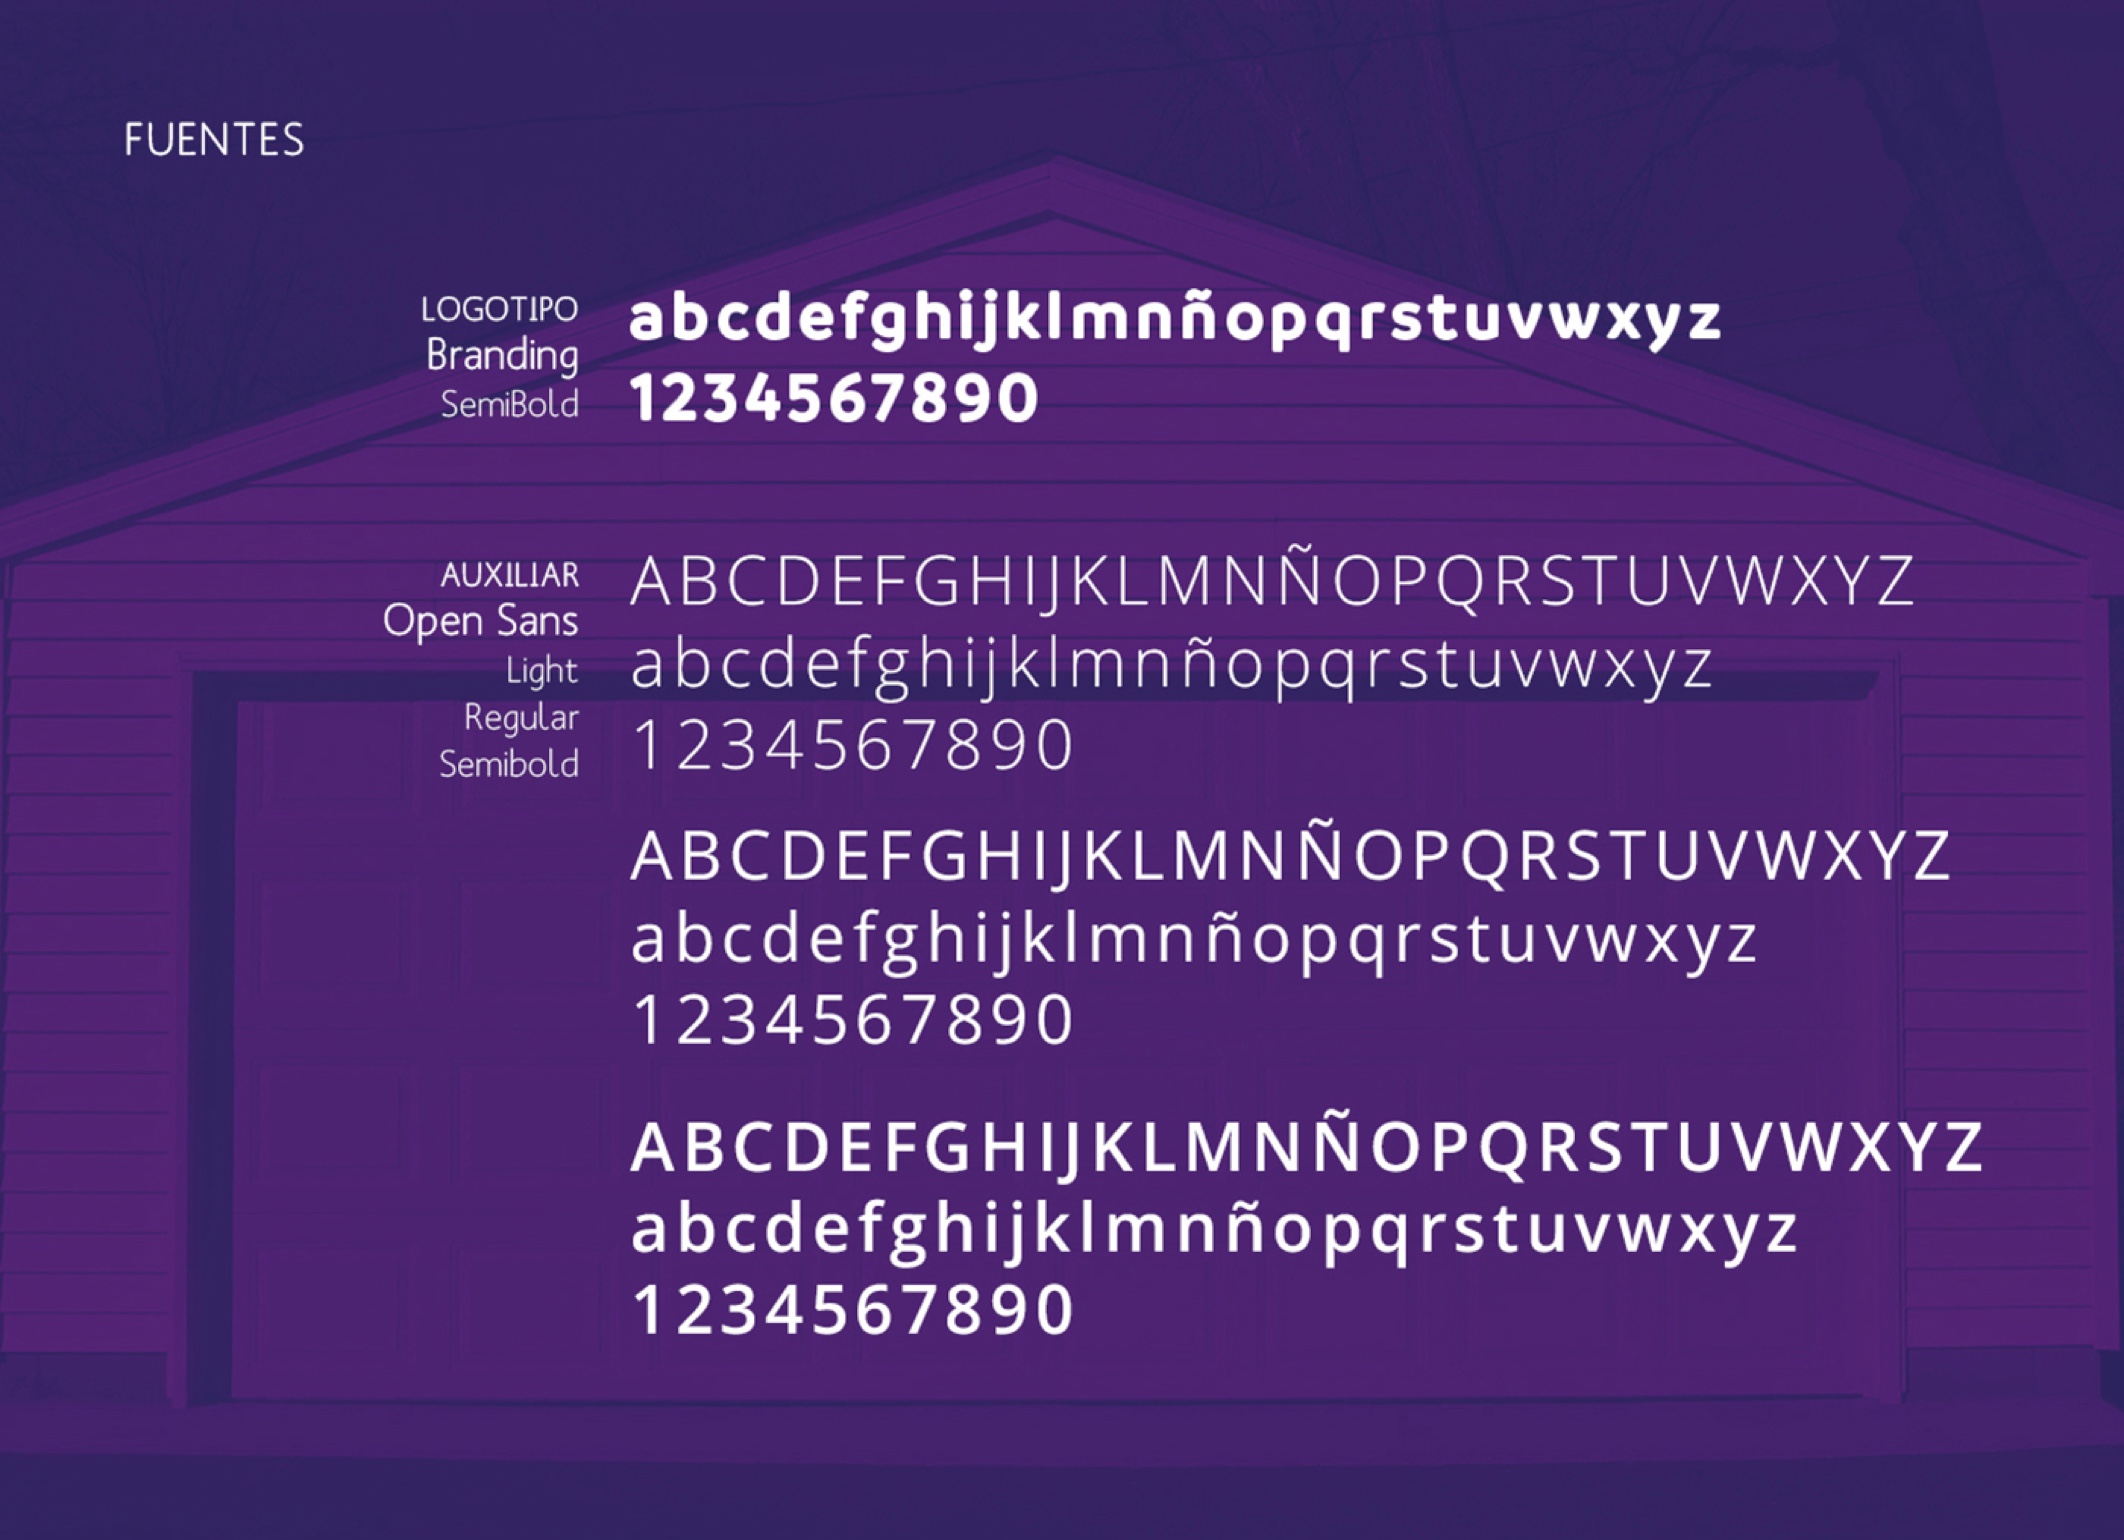 FUENTES
LOGOTIPO
Branding
SemiBold
abcdefghijklmnñopqrstuvwxyz
1234567890
AUXILIAR
Open Sans
Light
Regular
Semibold
ABCDEFGHIJKLMNÑOPQRSTUVWXYZ
abcdefghijklmnñopqrstuvwxyz
1234567890
ABCDEFGHIJKLMNÑOPQRSTUVWXYZ
abcdefghijklmnñopqrstuvwxyz
1234567890
ABCDEFGHIJKLMNÑOPQRSTUVWXYZ
abcdefghijklmnñopqrstuvwxyz
1234567890